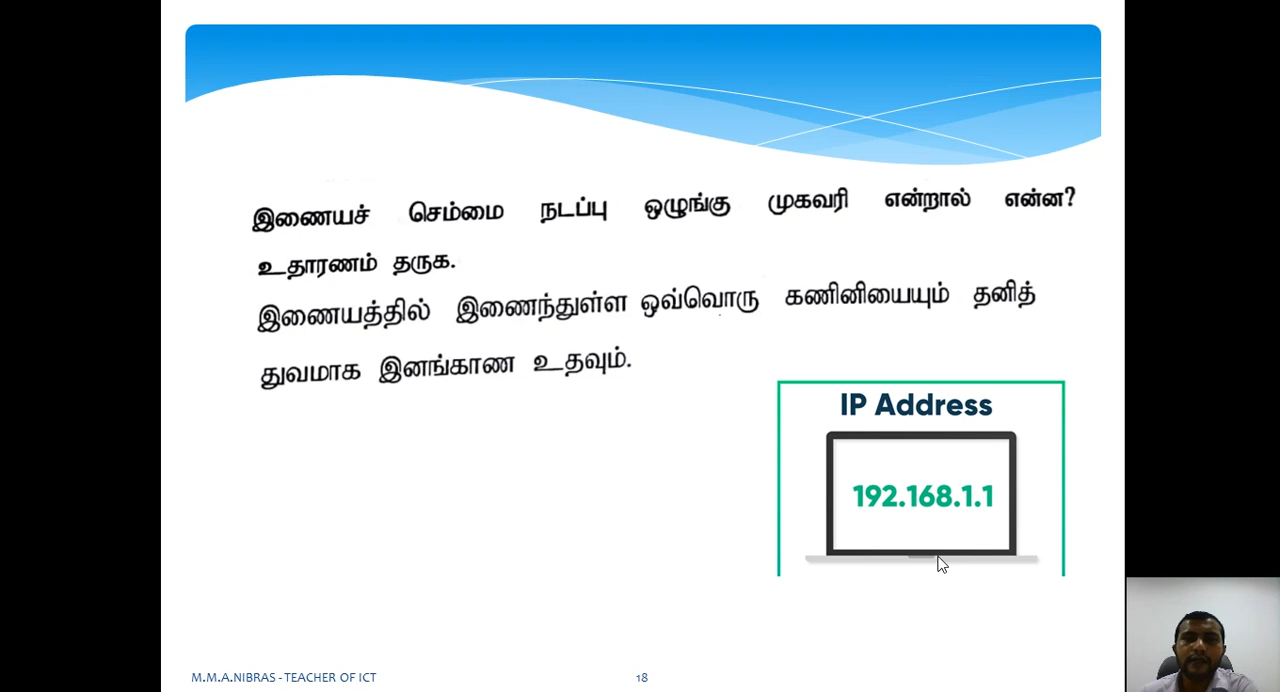 இணையச் செம்மை நடப்பு ஒழுங்கு முகவரி என்றால் என்ன?
உதாரணம் தருக.
இணையத்தில் இணைந்துள்ள ஒவ்வொரு கணினியையும் தனித்
துவமாக இனங்காண உதவும்.
IP Address
192.168.1.1
M.M.A.NIBRAS - TEACHER OF ICT
18